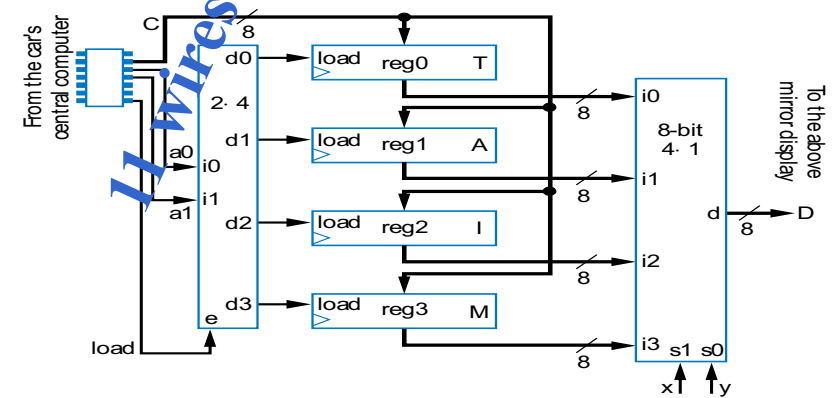 From the car's
central computer
C
8
11 wires
2· 4
d0
d1
d2
d3
a0
i0
a1
i1
e
load
load
reg0
T
load
reg1
A
load
reg2
I
load
reg3
M
8
8
8
8
i0
i1
i2
i3
8-bit
4· 1
d
s1
s0
x
y
8
D
To the above
mirror display